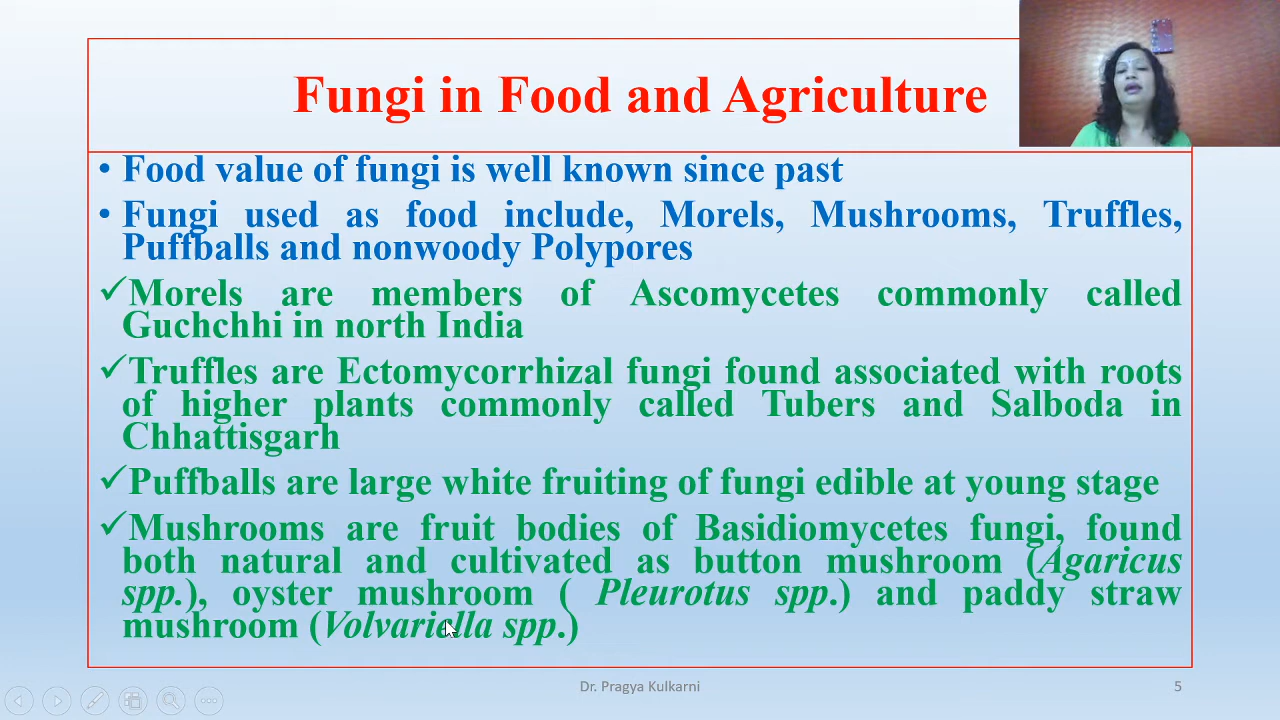 Fungi in Food and Agriculture
• Food value of fungi is well known since past
• Fungi used as food include, Morels, Mushrooms, Truffles,
Puffballs and nonwoody Polypores
✓Morels are members of Ascomycetes commonly called
Guchchhi in north India
✓Truffles are Ectomycorrhizal fungi found associated with roots
of higher plants commonly called Tubers and Salboda in
Chhattisgarh
✓Puffballs are large white fruiting of fungi edible at young stage
✓Mushrooms are fruit bodies of Basidiomycetes fungi, found
both natural and cultivated as button mushroom (Agaricus
spp.), oyster mushroom ( Pleurotus spp.) and paddy straw
mushroom (Volvariella spp.)
Dr. Pragya Kulkarni
5